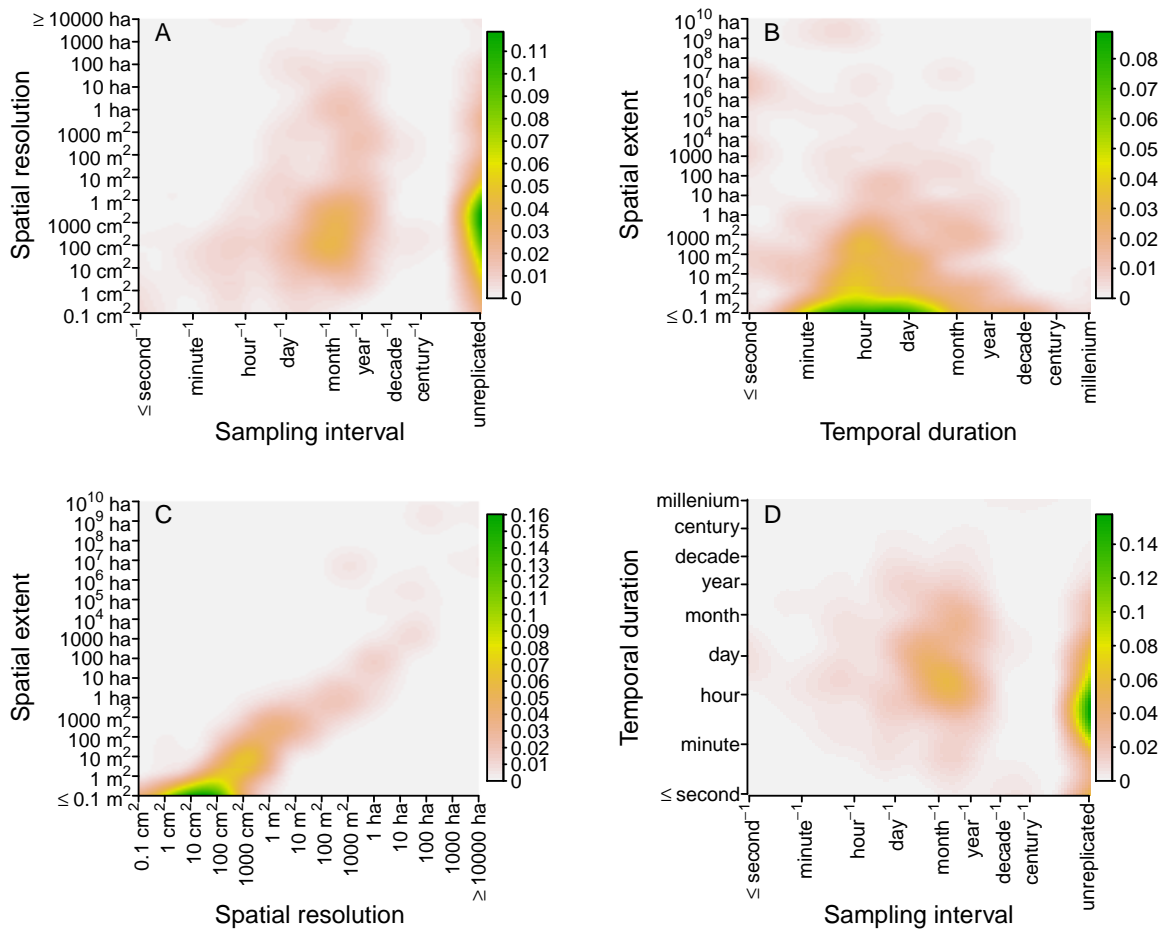 A
≥ 10000 ha
1000 ha
100 ha
10 ha
1 ha
1000 m²
100 m²
10 m²
1 m²
1000 cm²
100 cm²
10 cm²
1 cm²
0.1 cm²
Spatial resolution
≤ second⁻¹
minute⁻¹
hour⁻¹
day⁻¹
month⁻¹
year⁻¹
decade⁻¹
century⁻¹
unreplicated
Sampling interval
0.11
0.1
0.09
0.08
0.07
0.06
0.05
0.04
0.03
0.02
0.01
0
B
10¹⁰ ha
10⁹ ha
10⁸ ha
10⁷ ha
10⁶ ha
10⁵ ha
10⁴ ha
1000 ha
100 ha
10 ha
1 ha
1000 m²
100 m²
10 m²
1 m²
≤ 0.1 m²
Spatial extent
≤ second
minute
hour
day
month
year
decade
century
millenium
Temporal duration
0.08
0.07
0.06
0.05
0.04
0.03
0.02
0.01
0
C
10¹⁰ ha
10⁹ ha
10⁸ ha
10⁷ ha
10⁶ ha
10⁵ ha
10⁴ ha
1000 ha
100 ha
10 ha
1 ha
1000 m²
100 m²
10 m²
1 m²
≤ 0.1 m²
Spatial extent
0.1 cm²
1 cm²
10 cm²
100 cm²
1000 cm²
1 m²
10 m²
100 m²
1000 m²
1 ha
10 ha
100 ha
1000 ha
≥ 10000 ha
Spatial resolution
0.16
0.15
0.14
0.13
0.12
0.11
0.1
0.09
0.08
0.07
0.06
0.05
0.04
0.03
0.02
0.01
0
D
millenium
century
decade
year
month
day
hour
minute
≤ second
Temporal duration
≤ second⁻¹
minute⁻¹
hour⁻¹
day⁻¹
month⁻¹
year⁻¹
decade⁻¹
century⁻¹
unreplicated
Sampling interval
0.14
0.12
0.1
0.08
0.06
0.04
0.02
0